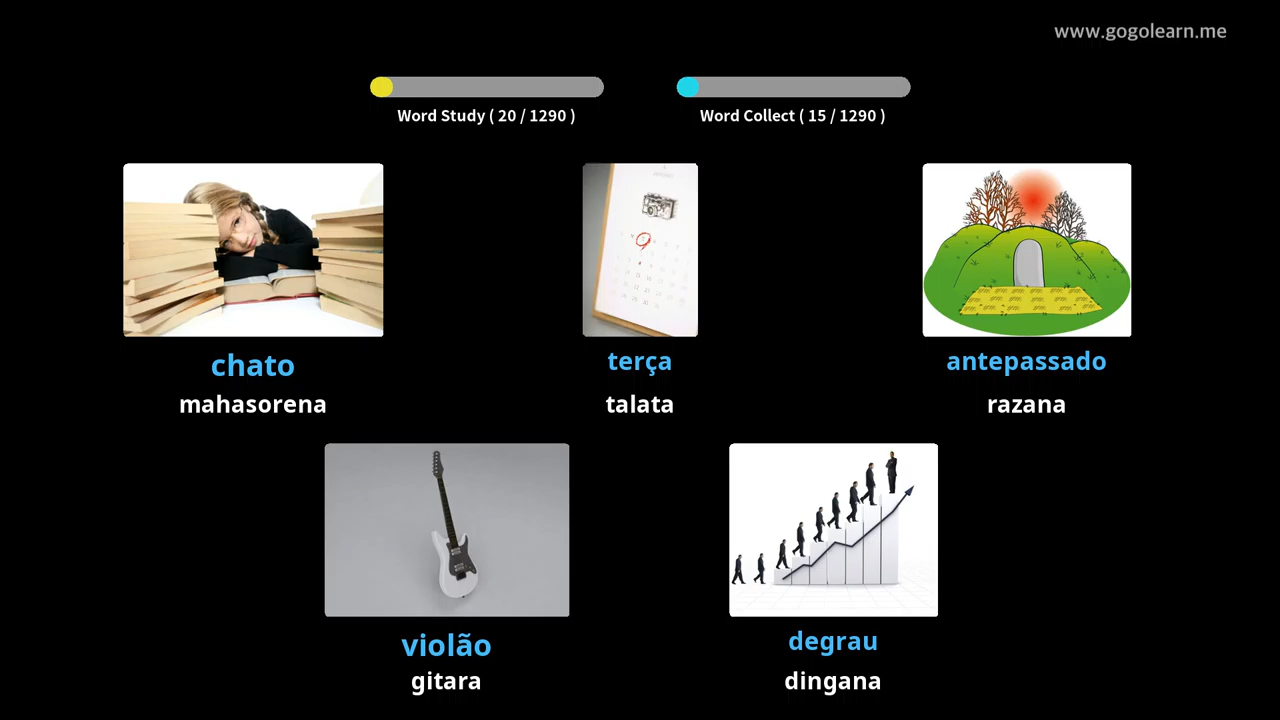 www.gogolearn.me
Word Study ( 20 / 1290 )
Word Collect ( 15 / 1290 )
chato
mahasorena
terça
talata
antepassado
razana
violão
gitara
degrau
dingana